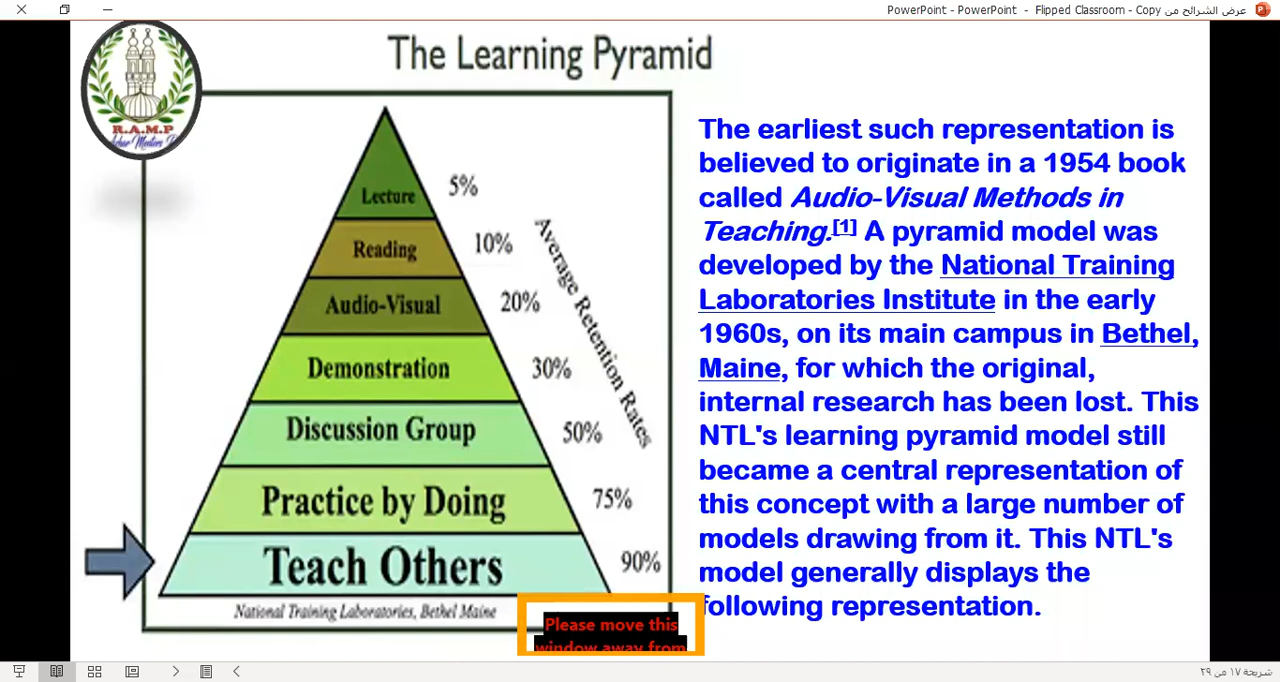 PowerPoint - PowerPoint - Flipped Classroom - Copy عرض الشرائح من
The Learning Pyramid
R.A.M.P
Lecture 5%
Reading 10%
Audio-Visual 20%
Demonstration 30%
Discussion Group 50%
Practice by Doing 75%
Teach Others 90%
Average Retention Rates
National Training Laboratories, Bethel Maine
The earliest such representation is
believed to originate in a 1954 book
called Audio-Visual Methods in
Teaching.[1] A pyramid model was
developed by the National Training
Laboratories Institute in the early
1960s, on its main campus in Bethel,
Maine, for which the original,
internal research has been lost. This
NTL's learning pyramid model still
became a central representation of
this concept with a large number of
models drawing from it. This NTL's
model generally displays the
following representation.
Please move this
window away from
شريحة ١٧ من ٢٩